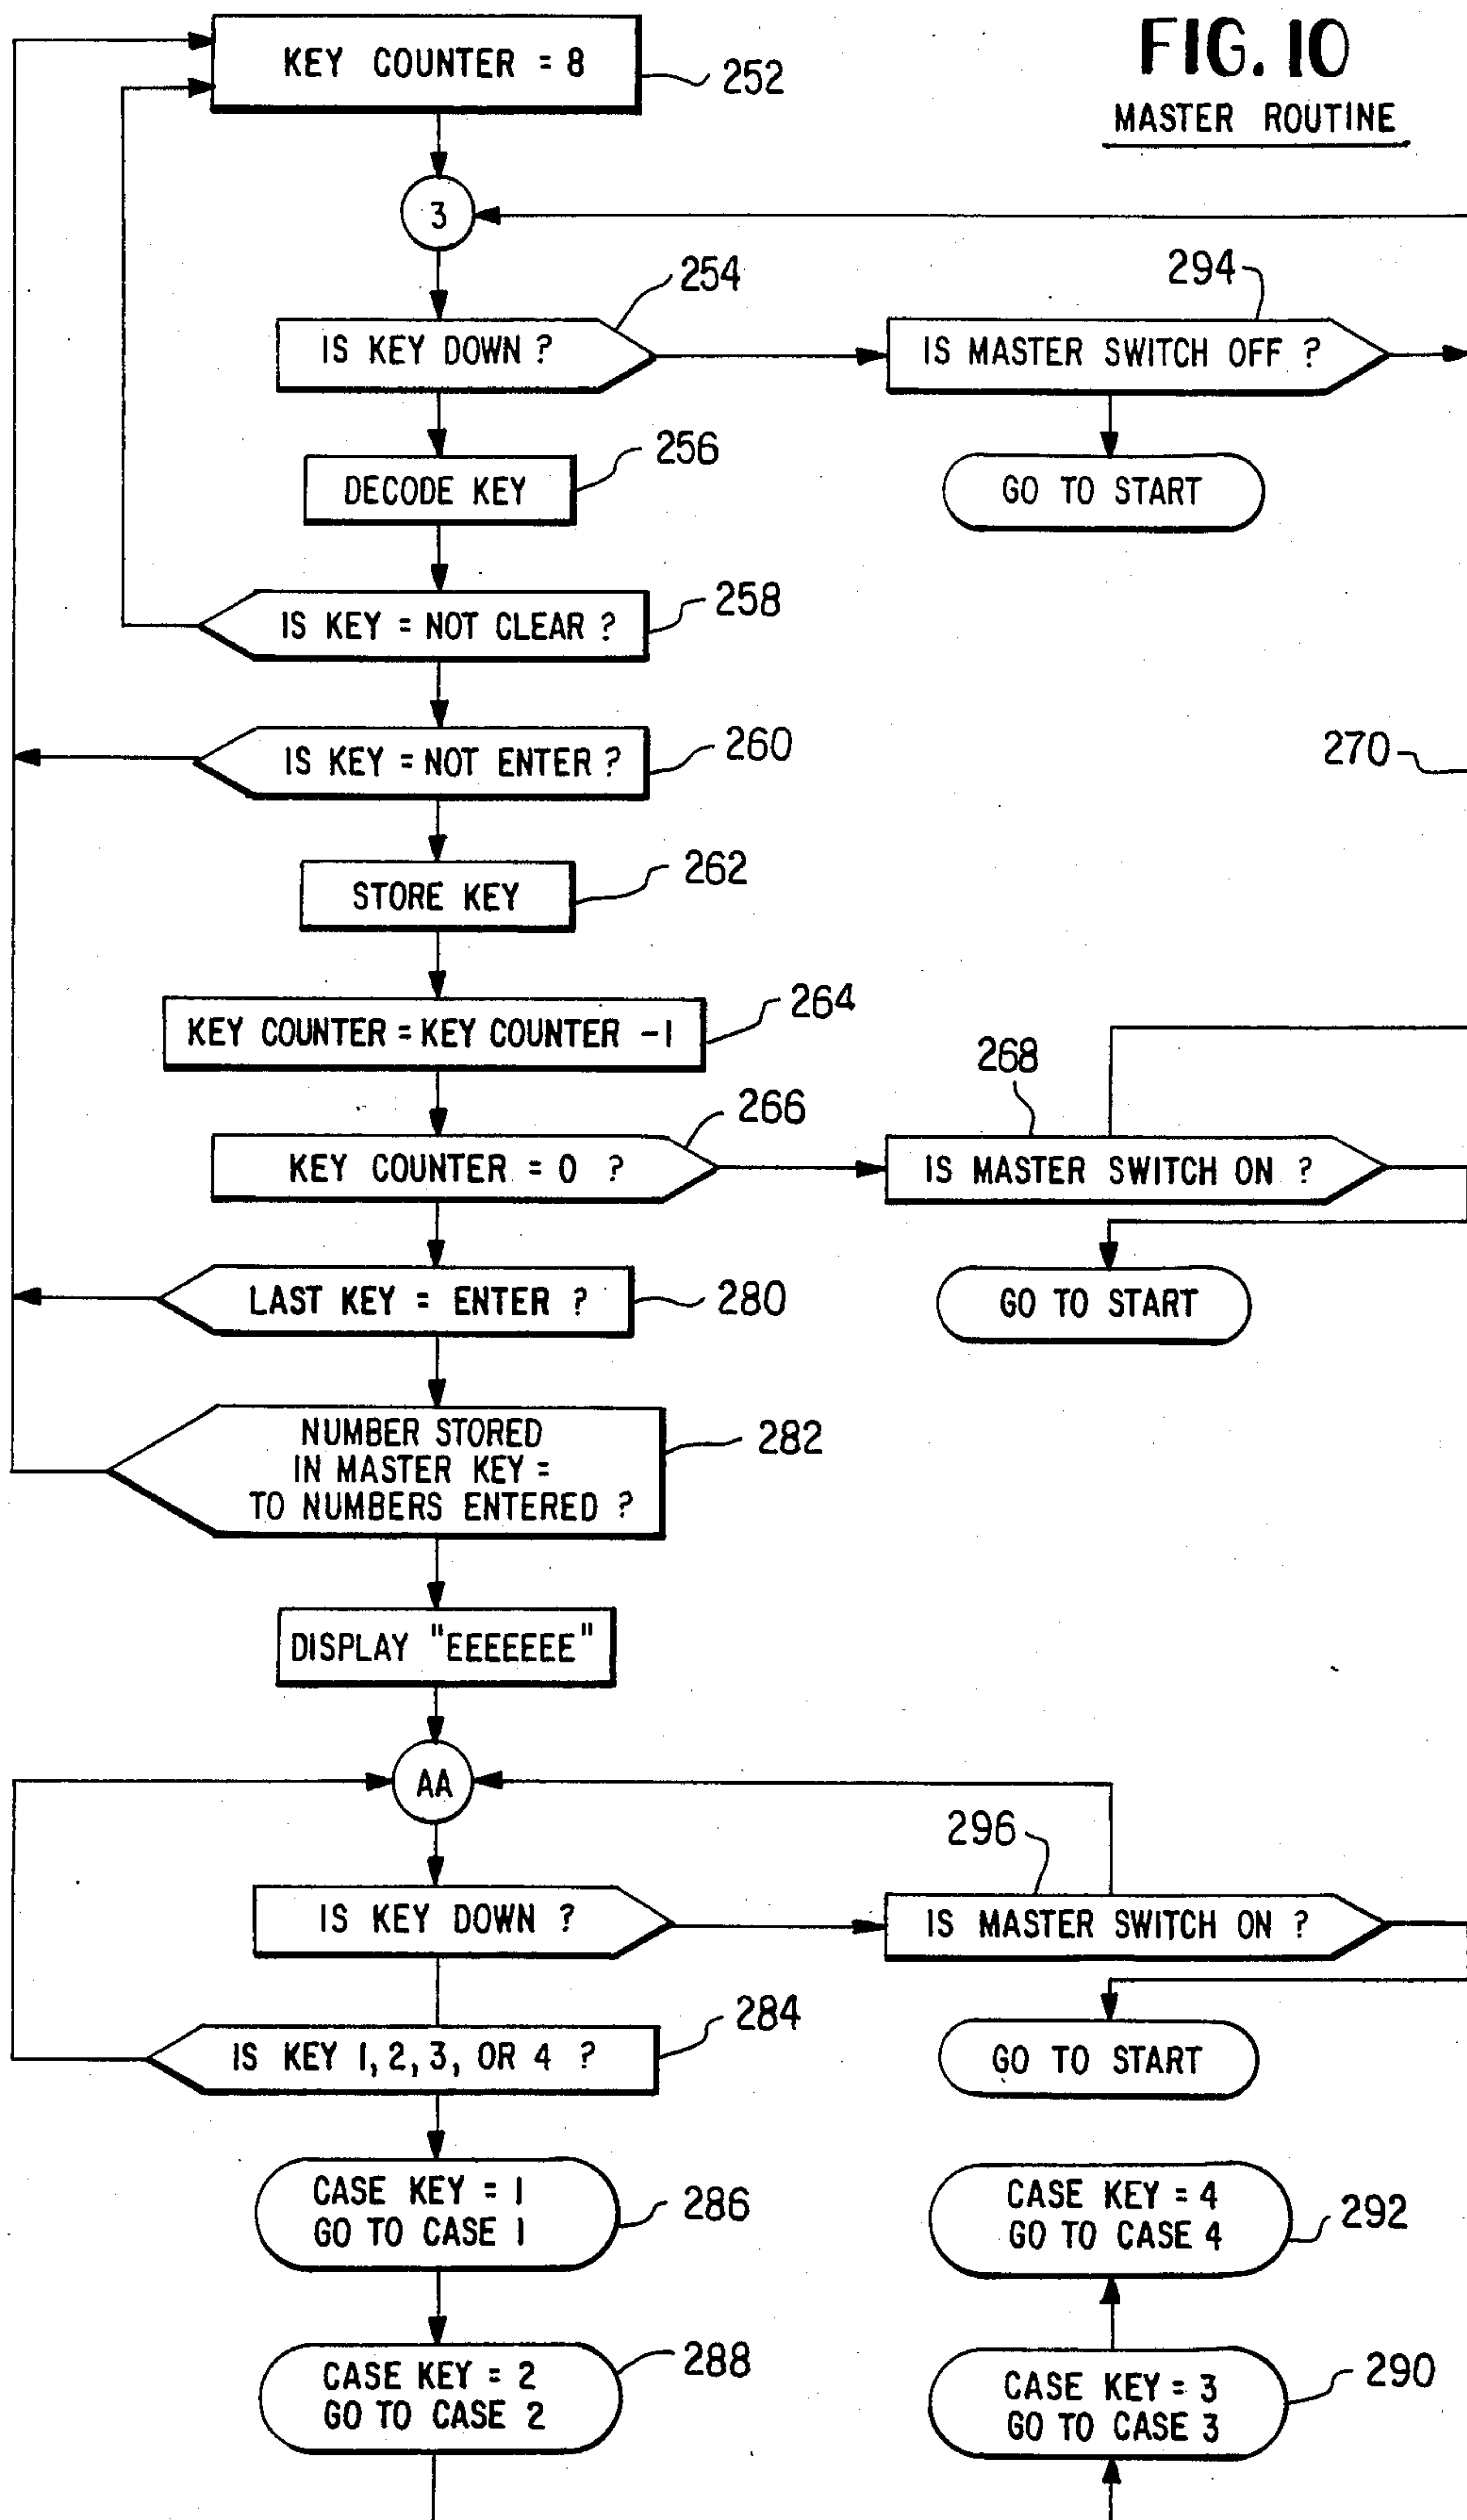 FIG. 10
MASTER ROUTINE
KEY COUNTER = 8
252
3
254
IS KEY DOWN ?
294
IS MASTER SWITCH OFF ?
256
DECODE KEY
GO TO START
258
IS KEY = NOT CLEAR ?
260
IS KEY = NOT ENTER ?
270
262
STORE KEY
264
KEY COUNTER = KEY COUNTER -1
266
KEY COUNTER = 0 ?
268
IS MASTER SWITCH ON ?
GO TO START
LAST KEY = ENTER ?
280
NUMBER STORED
IN MASTER KEY =
TO NUMBERS ENTERED ?
282
DISPLAY "EEEEEEE"
AA
IS KEY DOWN ?
296
IS MASTER SWITCH ON ?
GO TO START
284
IS KEY 1, 2, 3, OR 4 ?
CASE KEY = 1
GO TO CASE 1
286
CASE KEY = 4
GO TO CASE 4
292
CASE KEY = 2
GO TO CASE 2
288
CASE KEY = 3
GO TO CASE 3
290